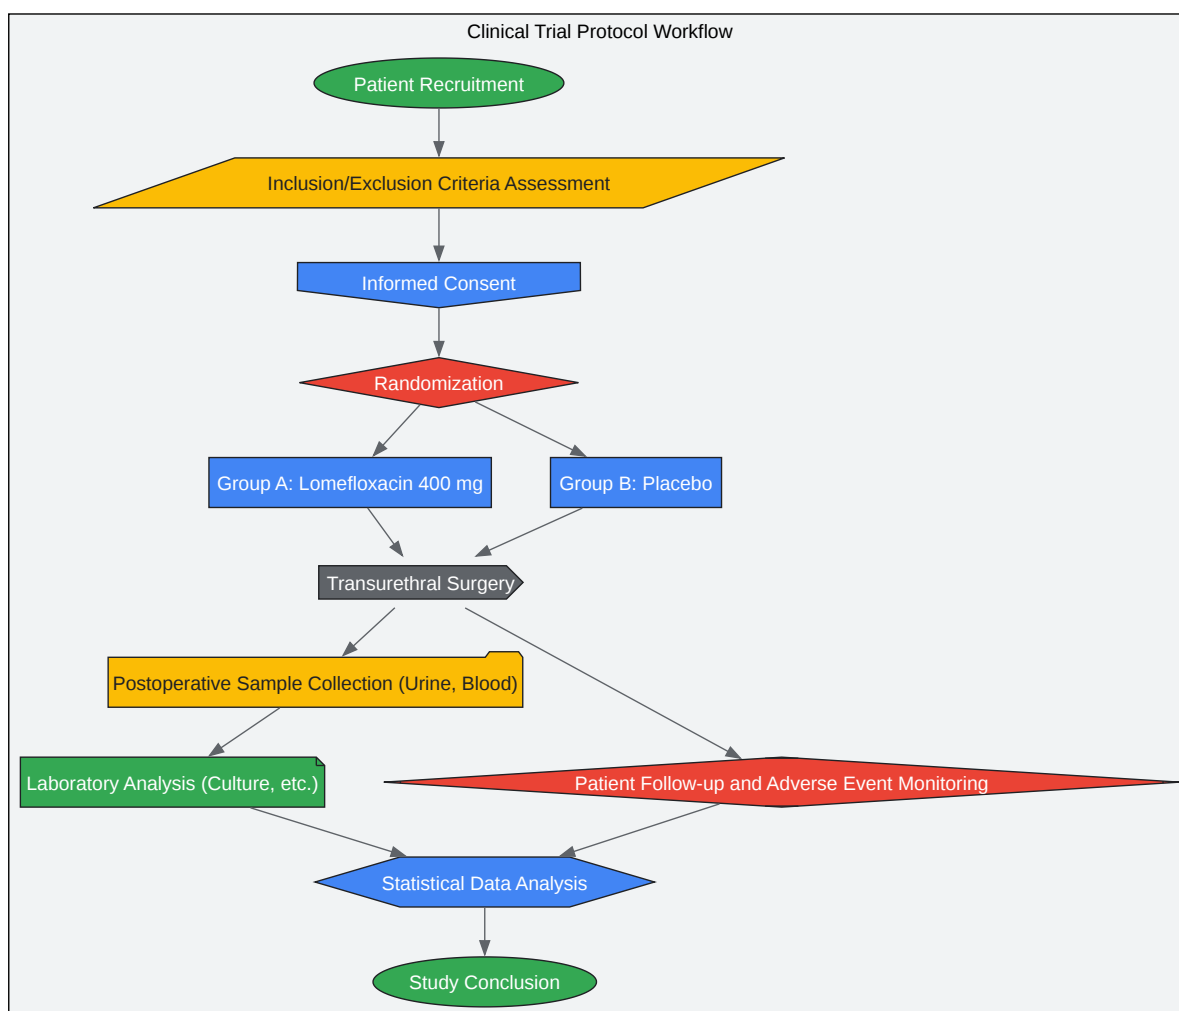 Clinical Trial Protocol Workflow
Patient Recruitment
Inclusion/Exclusion Criteria Assessment
Informed Consent
Randomization
Group A: Lomefloxacin 400 mg
Group B: Placebo
Transurethral Surgery
Postoperative Sample Collection (Urine, Blood)
Laboratory Analysis (Culture, etc.)
Patient Follow-up and Adverse Event Monitoring
Statistical Data Analysis
Study Conclusion